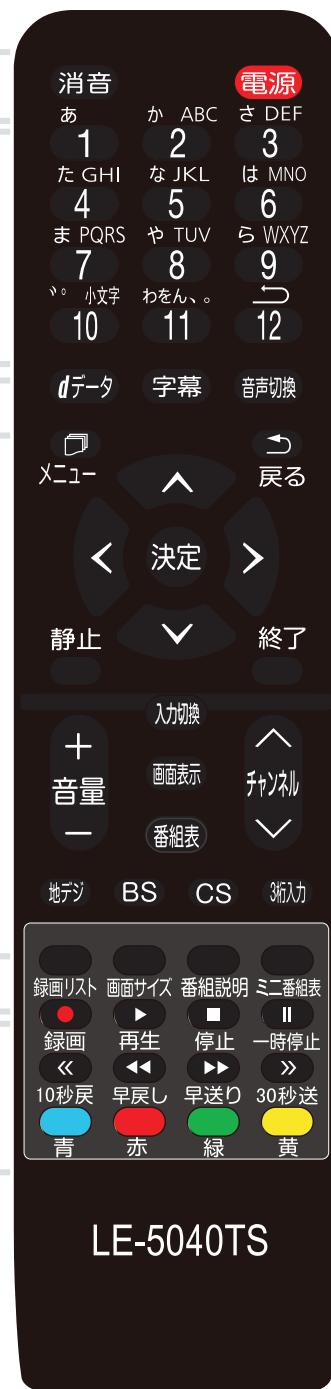 消音 電源
あ か ABC さ DEF
1 2 3
た GHI な JKL は MNO
4 5 6
ま PQRS や TUV ら WXYZ
7 8 9
゛゜ 小文字 わをん、。
10 11 12
dデータ 字幕 音声切換
メニュー 戻る
決定
静止 終了
入力切換
+
音量 画面表示 チャンネル
− 番組表
地デジ BS CS 3桁入力
録画リスト 画面サイズ 番組説明 ミニ番組表
録画 再生 停止 一時停止
10秒戻 早戻し 早送り 30秒送
青 赤 緑 黄
LE-5040TS